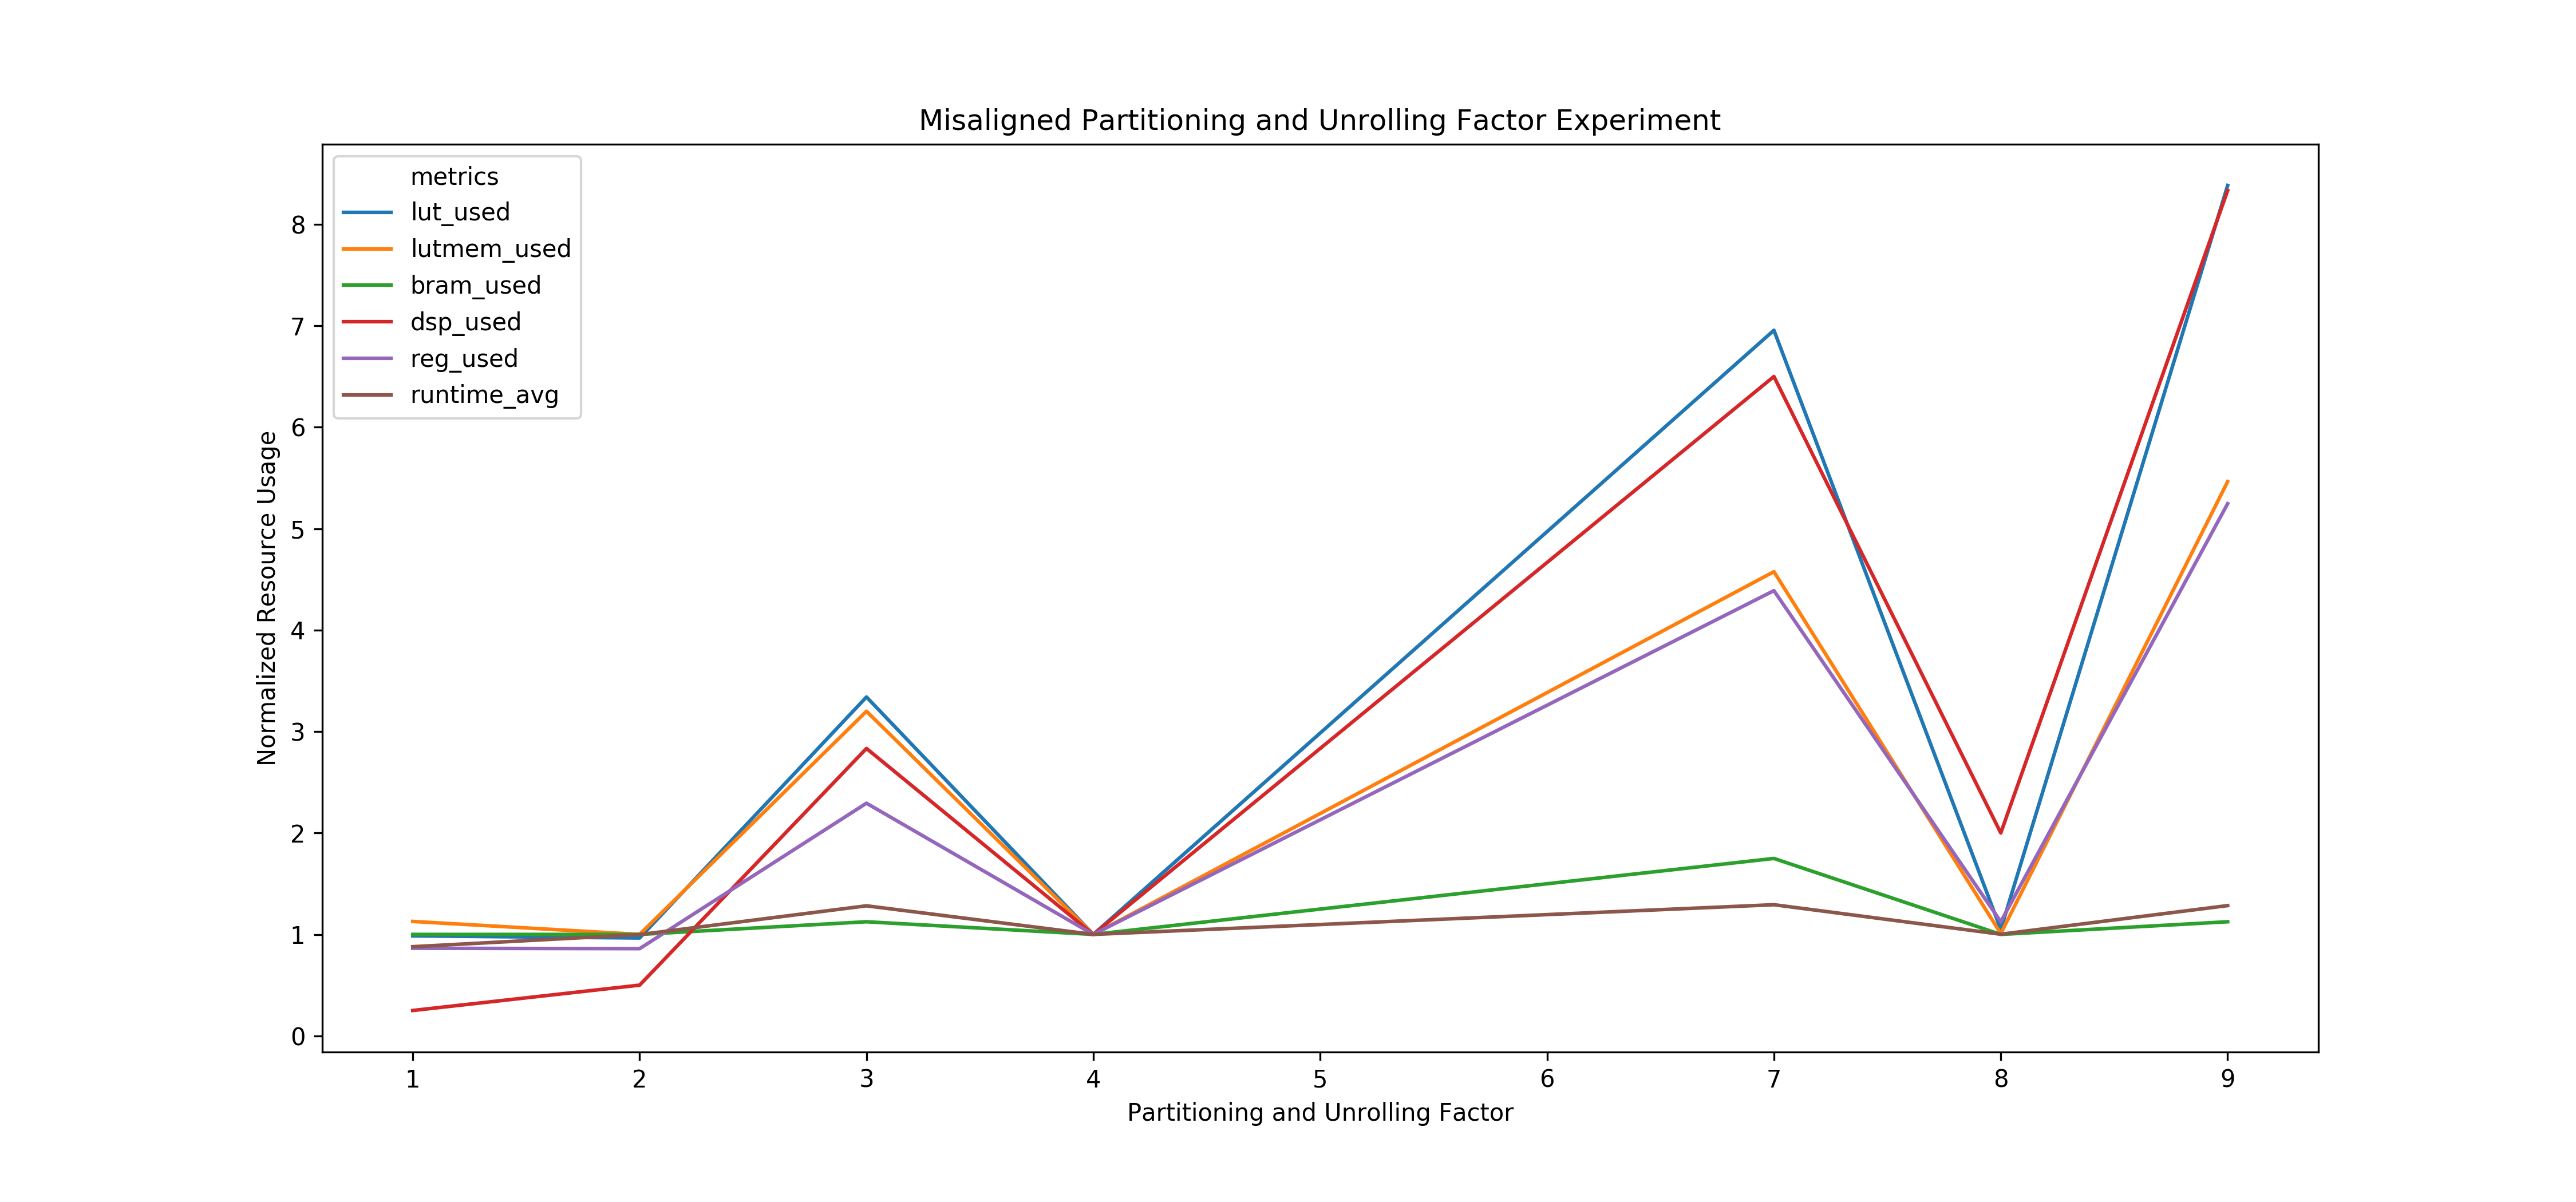 Misaligned Partitioning and Unrolling Factor Experiment
metrics
lut_used
lutmem_used
bram_used
dsp_used
reg_used
runtime_avg
Normalized Resource Usage
8
7
6
5
4
3
2
1
0
1 2 3 4 5 6 7 8 9
Partitioning and Unrolling Factor